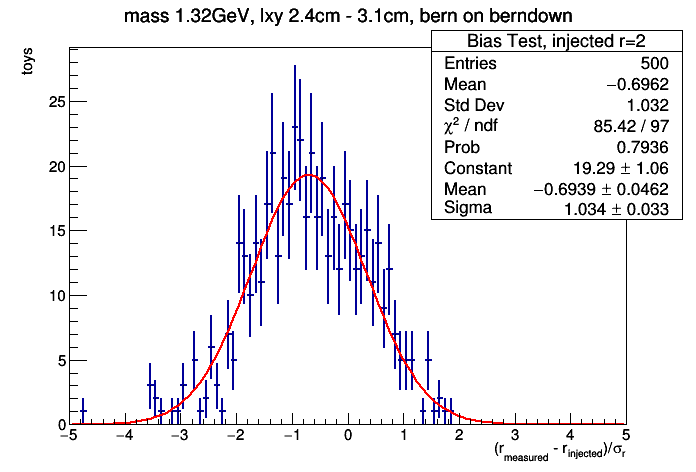 mass 1.32GeV, lxy 2.4cm - 3.1cm, bern on berndown
Bias Test, injected r=2
Entries 500
Mean −0.6962
Std Dev 1.032
χ² / ndf 85.42 / 97
Prob 0.7936
Constant 19.29 ± 1.06
Mean −0.6939 ± 0.0462
Sigma 1.034 ± 0.033
toys
25
20
15
10
5
0
−5 −4 −3 −2 −1 0 1 2 3 4 5
(r_measured - r_injected)/σ_r